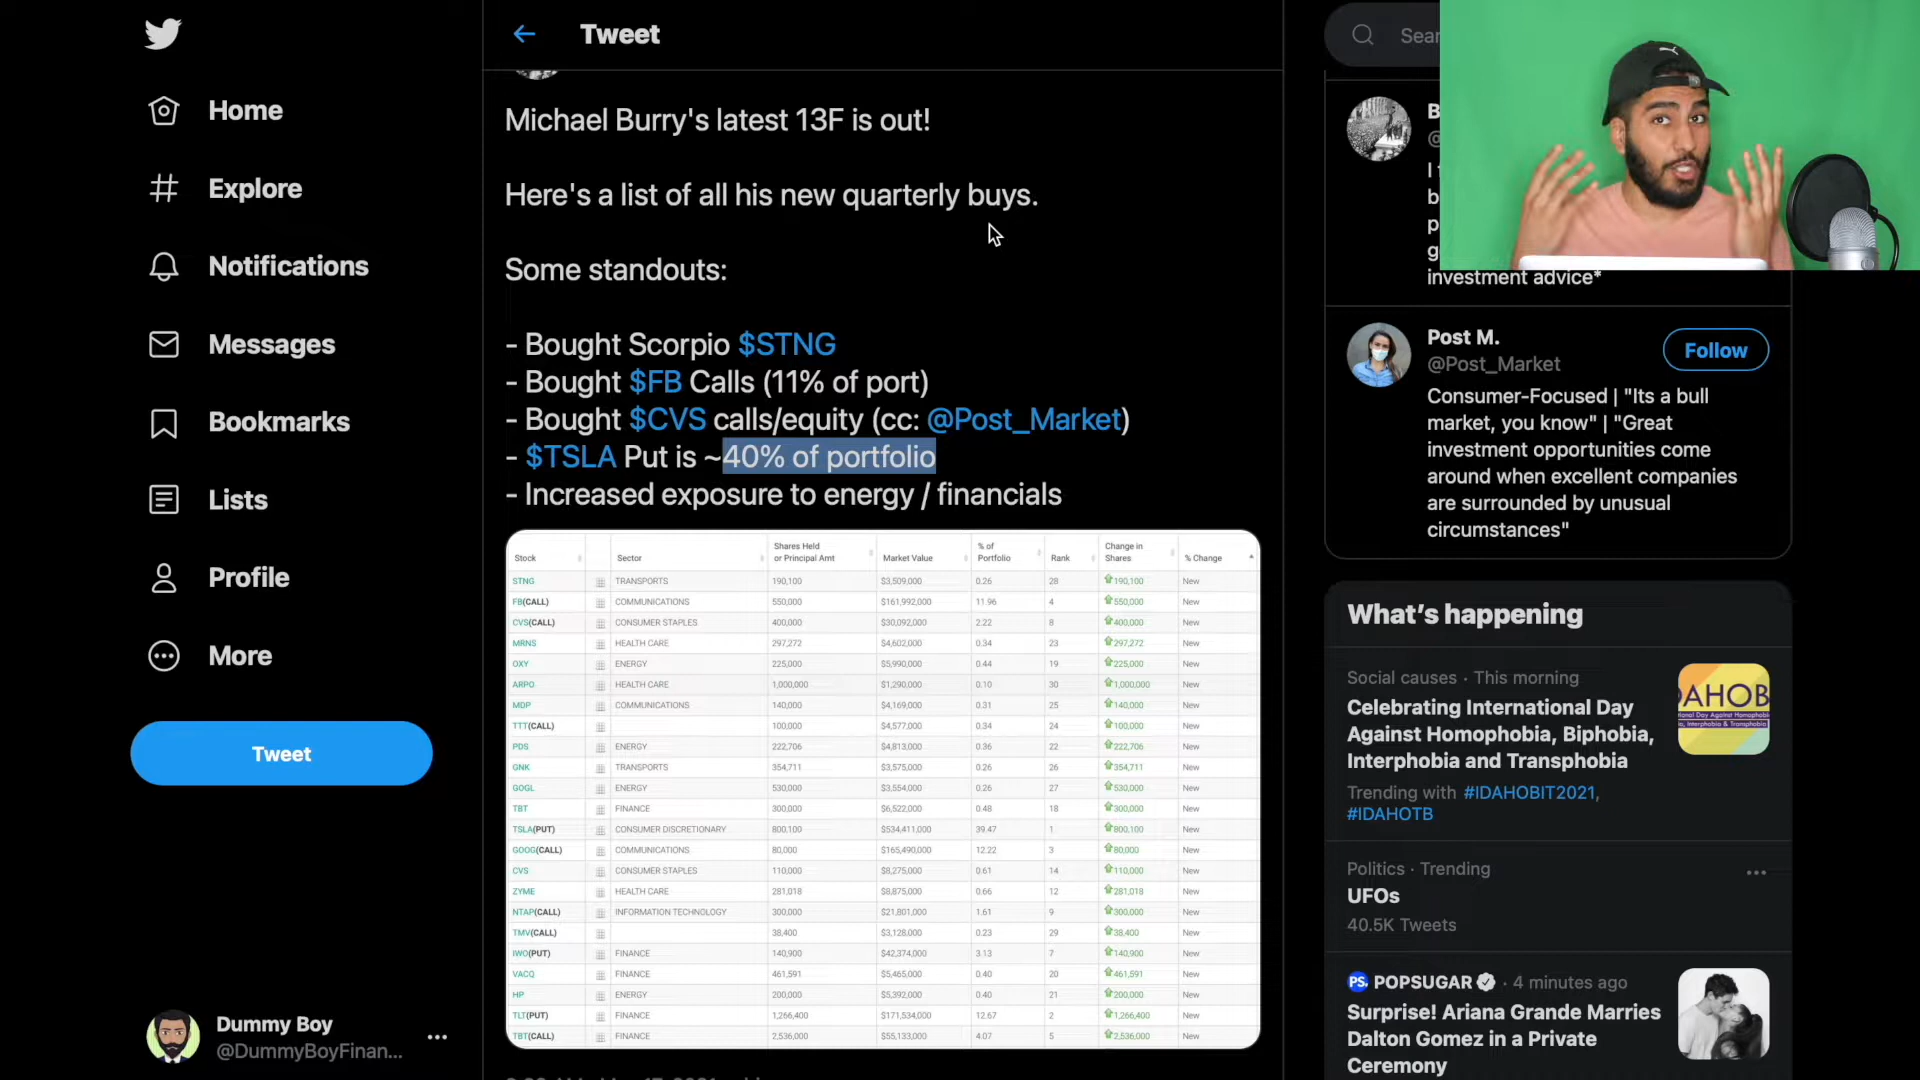 Tweet
Home
Explore
Notifications
Messages
Bookmarks
Lists
Profile
More
Tweet
Dummy Boy
@DummyBoyFinan...
Michael Burry's latest 13F is out!
Here's a list of all his new quarterly buys.
Some standouts:
- Bought Scorpio $STNG
- Bought $FB Calls (11% of port)
- Bought $CVS calls/equity (cc: @Post_Market)
- $TSLA Put is ~40% of portfolio
- Increased exposure to energy / financials
Stock Sector Shares Held or Principal Amt Market Value % of Portfolio Rank Change in Shares % Change
STNG TRANSPORTS 190,100 $3,509,000 0.26 28 190,100 New
FB(CALL) COMMUNICATIONS 550,000 $161,992,000 11.96 4 550,000 New
CVS(CALL) CONSUMER STAPLES 400,000 $30,092,000 2.22 8 400,000 New
MRNS HEALTH CARE 297,272 $4,602,000 0.34 23 297,272 New
OXY ENERGY 225,000 $5,990,000 0.44 19 225,000 New
ARPO HEALTH CARE 1,000,000 $1,290,000 0.10 30 1,000,000 New
MDP COMMUNICATIONS 140,000 $4,169,000 0.31 25 140,000 New
TTT(CALL) 100,000 $4,577,000 0.34 24 100,000 New
PDS ENERGY 222,706 $4,813,000 0.36 22 222,706 New
GNK TRANSPORTS 354,711 $3,575,000 0.26 26 354,711 New
GOGL ENERGY 530,000 $3,554,000 0.26 27 530,000 New
TBT FINANCE 300,000 $6,522,000 0.48 18 300,000 New
TSLA(PUT) CONSUMER DISCRETIONARY 800,100 $534,411,000 39.47 1 800,100 New
GOOG(CALL) COMMUNICATIONS 80,000 $165,490,000 12.22 3 80,000 New
CVS CONSUMER STAPLES 110,000 $8,275,000 0.61 14 110,000 New
ZYME HEALTH CARE 281,018 $8,875,000 0.66 12 281,018 New
NTAP(CALL) INFORMATION TECHNOLOGY 300,000 $21,801,000 1.61 9 300,000 New
TMV(CALL) 38,400 $3,128,000 0.23 29 38,400 New
IWO(PUT) FINANCE 140,900 $42,374,000 3.13 7 140,900 New
VACQ FINANCE 461,591 $5,465,000 0.40 20 461,591 New
HP ENERGY 200,000 $5,392,000 0.40 21 200,000 New
TLT(PUT) FINANCE 1,266,400 $171,534,000 12.67 2 1,266,400 New
TBT(CALL) FINANCE 2,536,000 $55,133,000 4.07 5 2,536,000 New
Sear
B
@
I
b
p
g
investment advice*
Post M.
@Post_Market
Follow
Consumer-Focused | "Its a bull
market, you know" | "Great
investment opportunities come
around when excellent companies
are surrounded by unusual
circumstances"
What's happening
Social causes · This morning
Celebrating International Day
Against Homophobia, Biphobia,
Interphobia and Transphobia
Trending with #IDAHOBIT2021,
#IDAHOTB
AHOB
Politics · Trending
UFOs
40.5K Tweets
PS. POPSUGAR · 4 minutes ago
Surprise! Ariana Grande Marries
Dalton Gomez in a Private
Ceremony